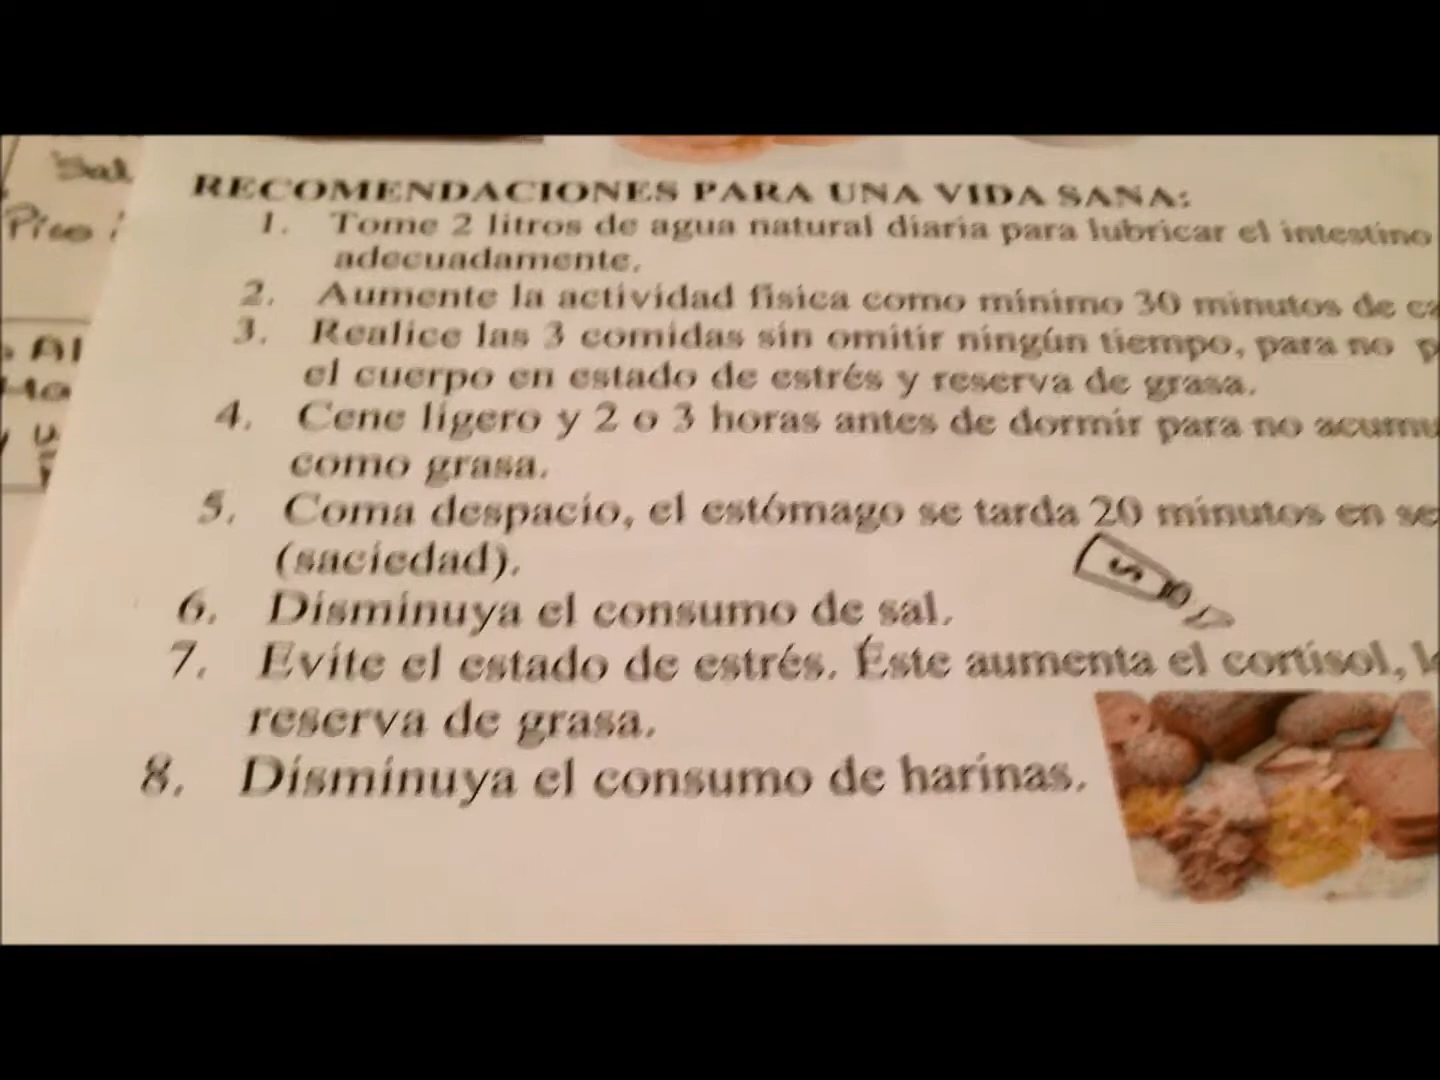 Sal
RECOMENDACIONES PARA UNA VIDA SANA:
1. Tome 2 litros de agua natural diaria para lubricar el intestino
adecuadamente.
2. Aumente la actividad física como mínimo 30 minutos de
3. Realice las 3 comidas sin omitir ningún tiempo, para no
el cuerpo en estado de estrés y reserva de grasa.
4. Cene ligero y 2 o 3 horas antes de dormir para no
como grasa.
5. Coma despacio, el estómago se tarda 20 minutos en
(saciedad).
S
6. Disminuya el consumo de sal.
7. Evite el estado de estrés. Éste aumenta el cortisol,
reserva de grasa.
8. Disminuya el consumo de harinas.